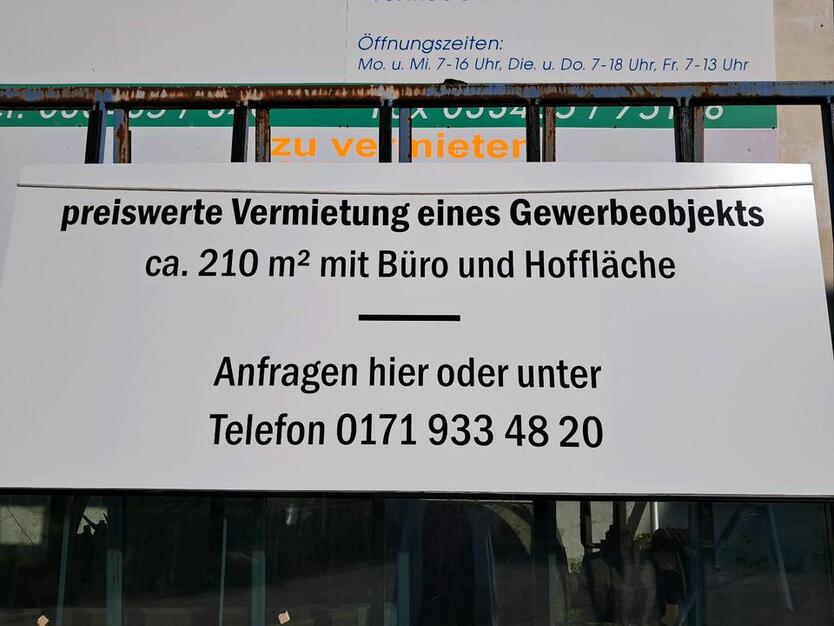 Öffnungszeiten:
Mo. u. Mi. 7-16 Uhr, Die. u. Do. 7-18 Uhr, Fr. 7-13 Uhr
zu vermieten
preiswerte Vermietung eines Gewerbeobjekts
ca. 210 m² mit Büro und Hoffläche
Anfragen hier oder unter
Telefon 0171 933 48 20